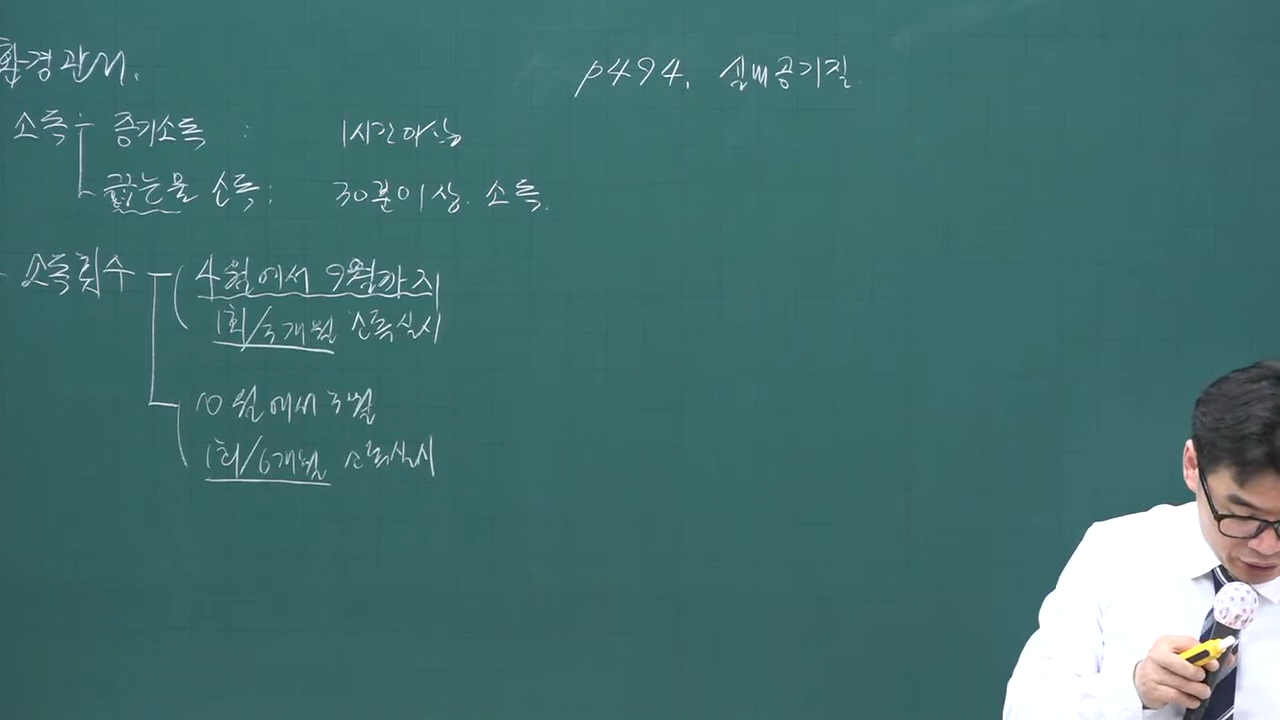 환경관리.
소독 증기소독 : 1시간이상
끓는물 소독 : 30분이상. 소독.
소독횟수 4월에서 9월까지
1회/3개월 소독실시
10월에서 3월
1회/6개월 소독실시
p494. 실내공기질